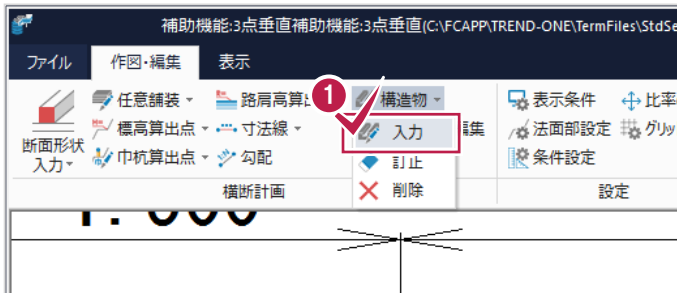 補助機能:3点垂直補助機能:3点垂直(C:\FCAPP\TREND-ONE\TermFiles\StdSe
ファイル 作図・編集 表示
任意舗装 路肩高算 1 構造物 表示条件 比率
標高算出点 寸法線 入力 編集 法面部設定 グリッ
断面形状入力 巾杭算出点 勾配 訂正 条件設定
横断計画 削除 設定